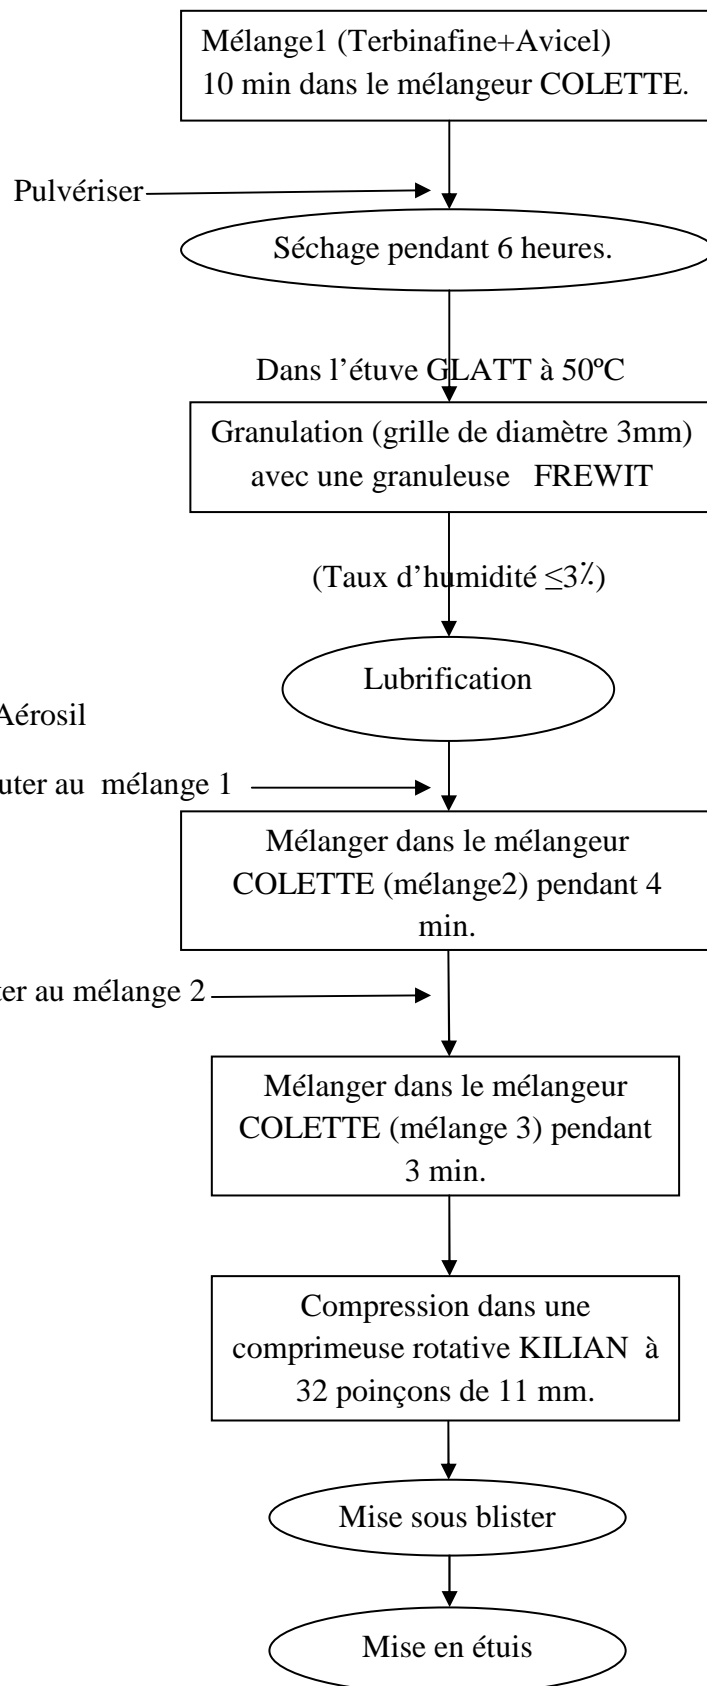 Mélange1 (Terbinafine+Avicel)
10 min dans le mélangeur COLETTE.
Pulvériser
Séchage pendant 6 heures.
Dans l’étuve GLATT à 50ºC
Granulation (grille de diamètre 3mm)
avec une granuleuse   FREWIT
(Taux d’humidité ≤3٪)
Lubrification
Aérosil
uter au  mélange 1
Mélanger dans le mélangeur
COLETTE (mélange2) pendant 4
min.
ter au mélange 2
Mélanger dans le mélangeur
COLETTE (mélange 3) pendant
3 min.
Compression dans une
comprimeuse rotative KILIAN  à
32 poinçons de 11 mm.
Mise sous blister
Mise en étuis